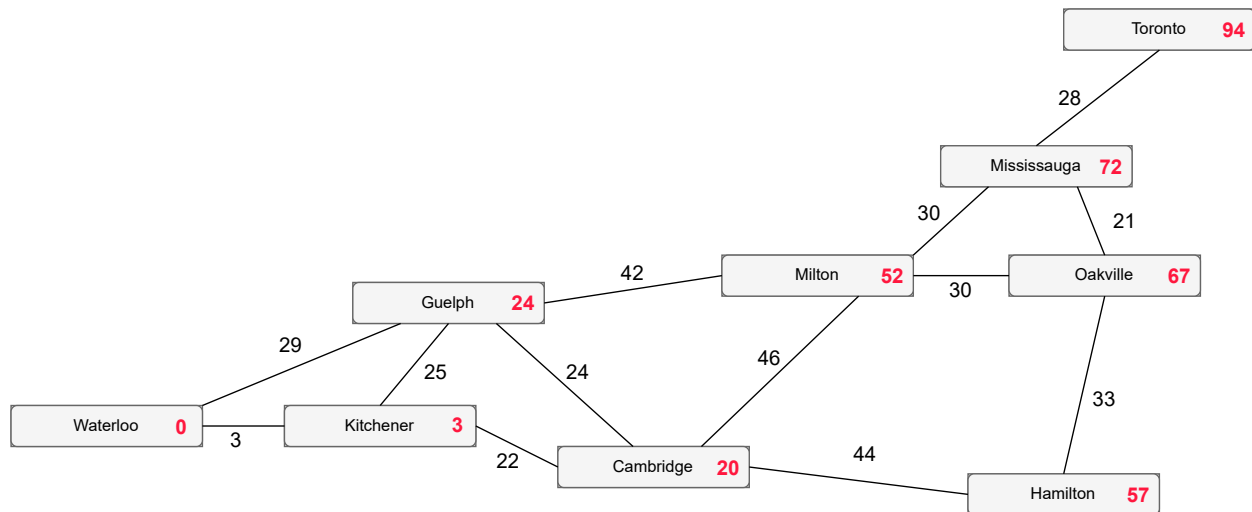 Toronto 94
28
Mississauga 72
30
21
Milton 52
Oakville 67
42
30
Guelph 24
29
25
24
46
33
Waterloo 0
Kitchener 3
3
22
Cambridge 20
44
Hamilton 57